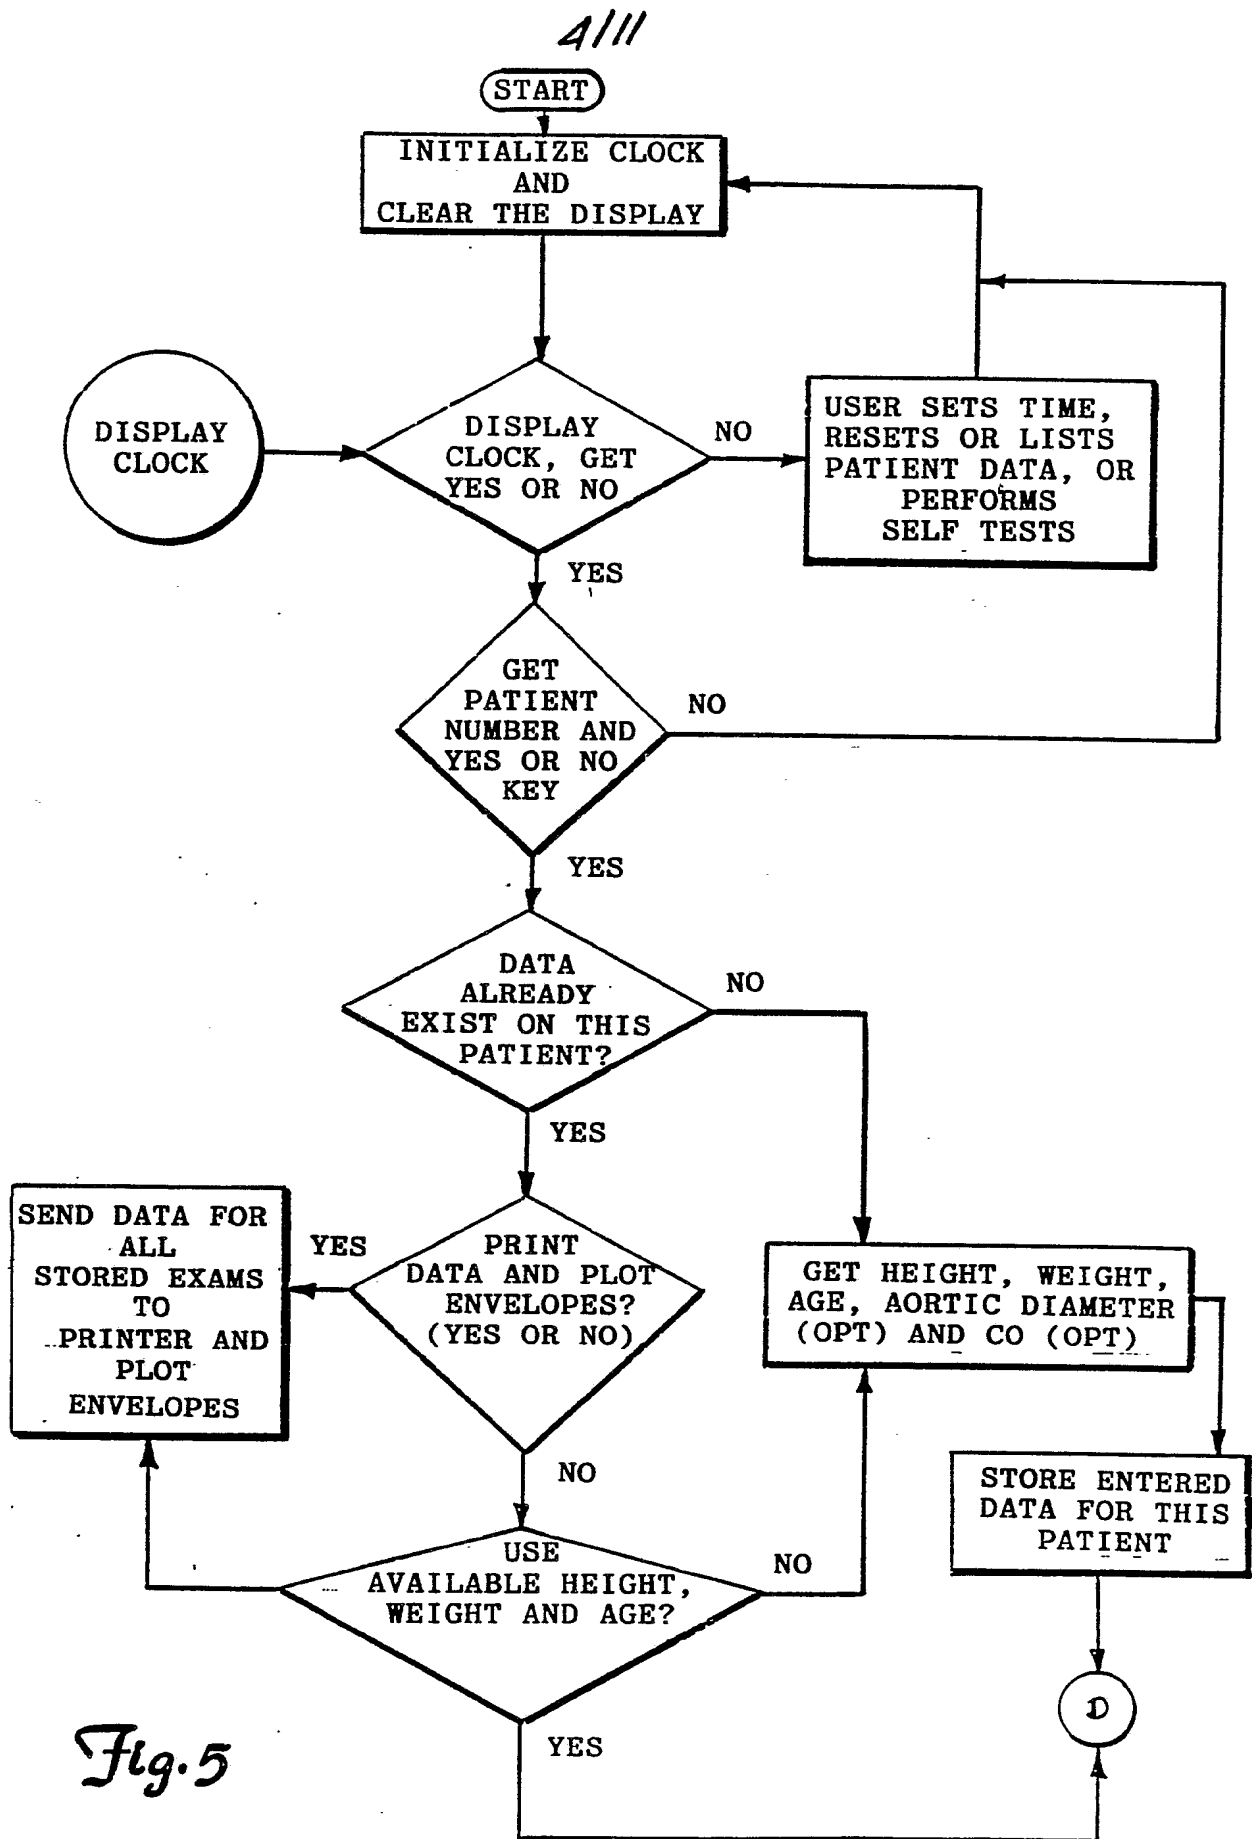 4/11
START
INITIALIZE CLOCK
AND
CLEAR THE DISPLAY
DISPLAY
CLOCK
DISPLAY
CLOCK, GET
YES OR NO
NO
USER SETS TIME,
RESETS OR LISTS
PATIENT DATA, OR
PERFORMS
SELF TESTS
YES
GET
PATIENT
NUMBER AND
YES OR NO
KEY
NO
YES
DATA
ALREADY
EXIST ON THIS
PATIENT?
NO
YES
SEND DATA FOR
ALL
STORED EXAMS
TO
PRINTER AND
PLOT
ENVELOPES
YES
PRINT
DATA AND PLOT
ENVELOPES?
(YES OR NO)
GET HEIGHT, WEIGHT,
AGE, AORTIC DIAMETER
(OPT) AND CO (OPT)
NO
USE
AVAILABLE HEIGHT,
WEIGHT AND AGE?
NO
STORE ENTERED
DATA FOR THIS
PATIENT
D
YES
Fig. 5